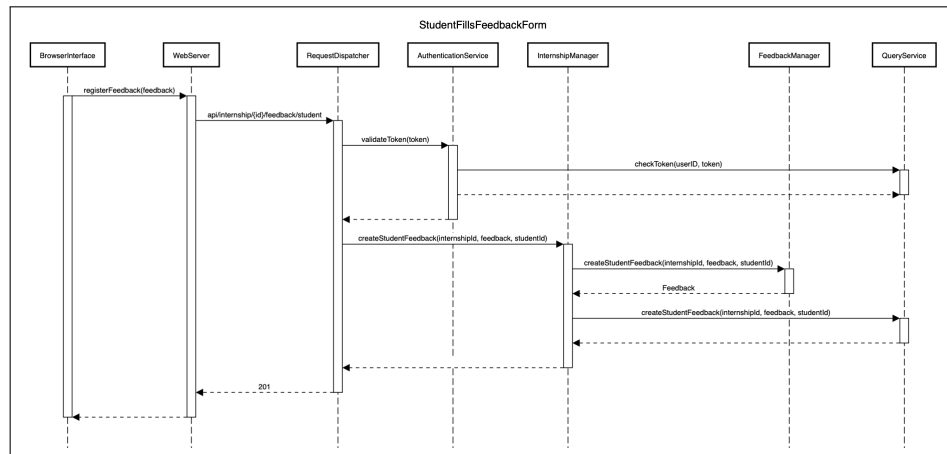 StudentFillsFeedbackForm
BrowserInterface
WebServer
RequestDispatcher
AuthenticationService
InternshipManager
FeedbackManager
QueryService
registerFeedback(feedback)
api/internship/{id}/feedback/student
validateToken(token)
checkToken(userID, token)
createStudentFeedback(internshipId, feedback, studentId)
createStudentFeedback(internshipId, feedback, studentId)
Feedback
createStudentFeedback(internshipId, feedback, studentId)
201